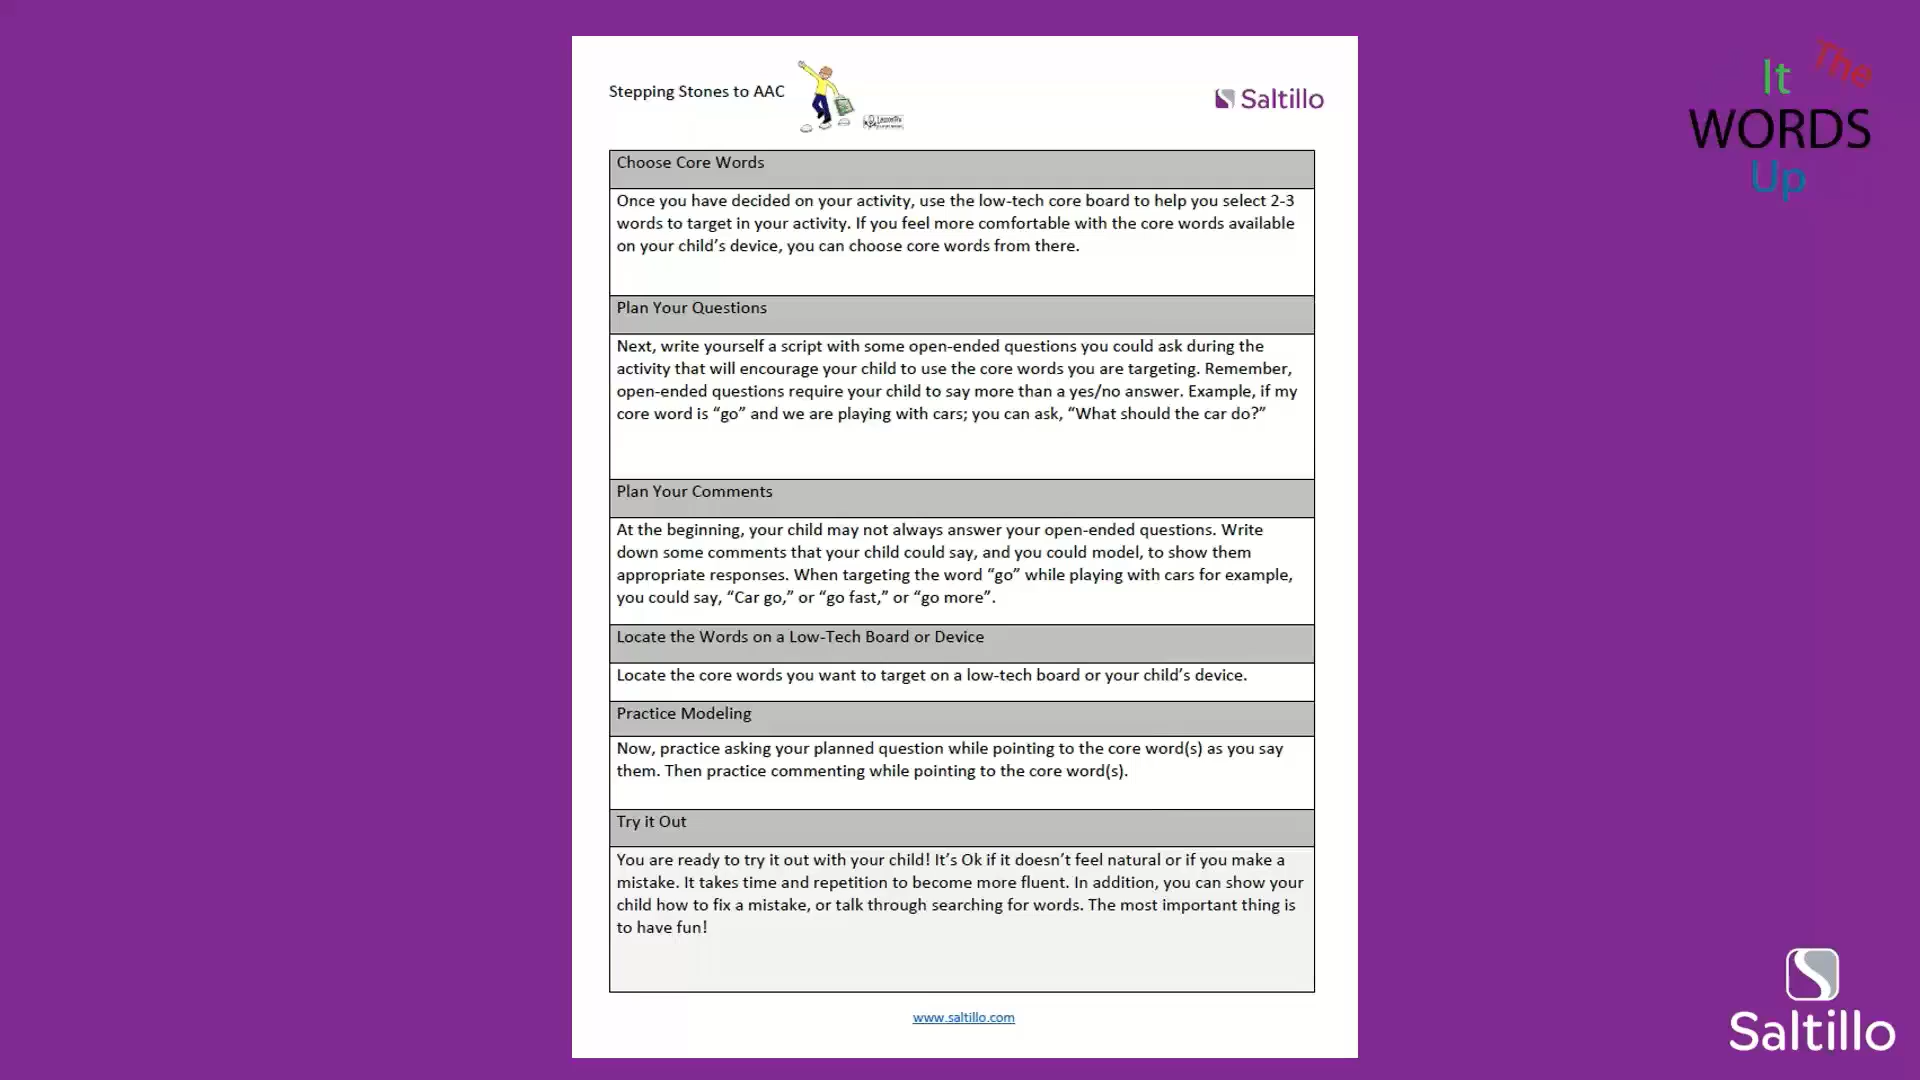 Stepping Stones to AAC
Saltillo
Choose Core Words
Once you have decided on your activity, use the low-tech core board to help you select 2-3
words to target in your activity. If you feel more comfortable with the core words available
on your child’s device, you can choose core words from there.
Plan Your Questions
Next, write yourself a script with some open-ended questions you could ask during the
activity that will encourage your child to use the core words you are targeting. Remember,
open-ended questions require your child to say more than a yes/no answer. Example, if my
core word is “go” and we are playing with cars; you can ask, “What should the car do?”
Plan Your Comments
At the beginning, your child may not always answer your open-ended questions. Write
down some comments that your child could say, and you could model, to show them
appropriate responses. When targeting the word “go” while playing with cars for example,
you could say, “Car go,” or “go fast,” or “go more”.
Locate the Words on a Low-Tech Board or Device
Locate the core words you want to target on a low-tech board or your child’s device.
Practice Modeling
Now, practice asking your planned question while pointing to the core word(s) as you say
them. Then practice commenting while pointing to the core word(s).
Try it Out
You are ready to try it out with your child! It’s Ok if it doesn’t feel natural or if you make a
mistake. It takes time and repetition to become more fluent. In addition, you can show your
child how to fix a mistake, or talk through searching for words. The most important thing is
to have fun!
www.saltillo.com
It The
WORDS
Up
Saltillo